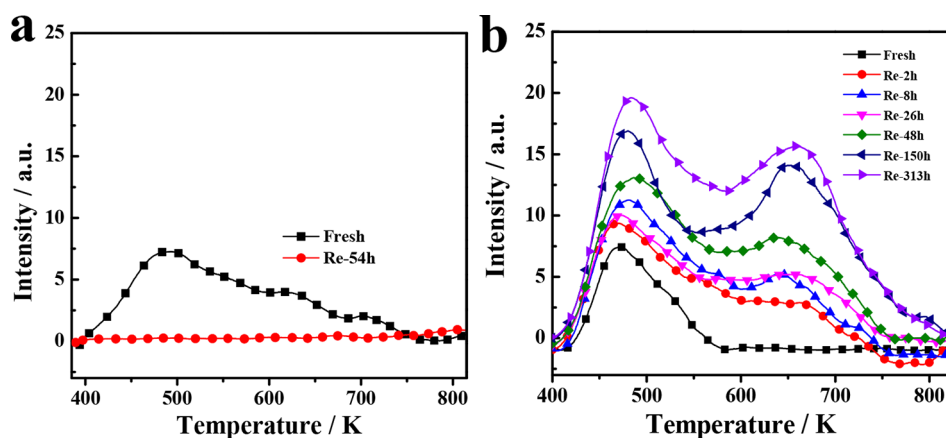 a
25
20
15
10
5
0
Intensity / a.u.
Fresh
Re-54h
400 500 600 700 800
Temperature / K
b
25
20
15
10
5
0
Intensity / a.u.
Fresh
Re-2h
Re-8h
Re-26h
Re-48h
Re-150h
Re-313h
400 500 600 700 800
Temperature / K